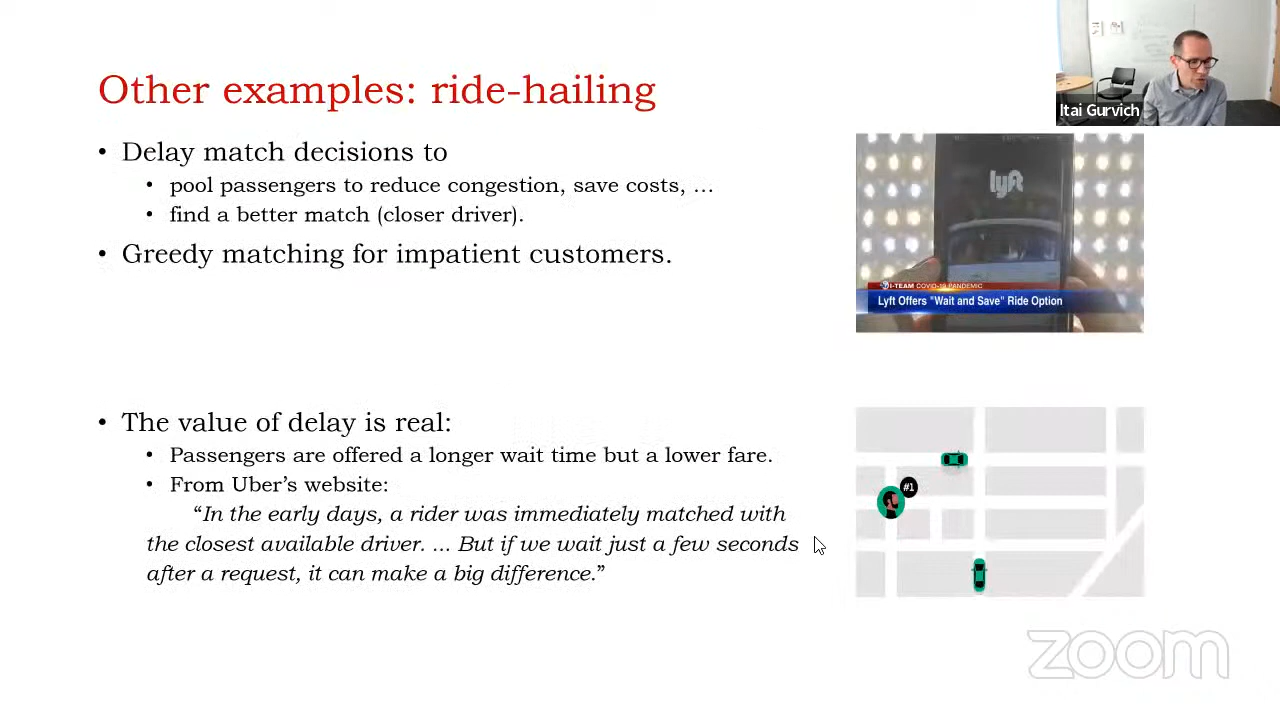 Other examples: ride-hailing
Itai Gurvich
• Delay match decisions to
• pool passengers to reduce congestion, save costs, …
• find a better match (closer driver).
• Greedy matching for impatient customers.
lyft
I-TEAM COVID-19 PANDEMIC
Lyft Offers "Wait and Save" Ride Option
• The value of delay is real:
• Passengers are offered a longer wait time but a lower fare.
• From Uber’s website:
“In the early days, a rider was immediately matched with
the closest available driver. ... But if we wait just a few seconds
after a request, it can make a big difference.”
#1
zoom